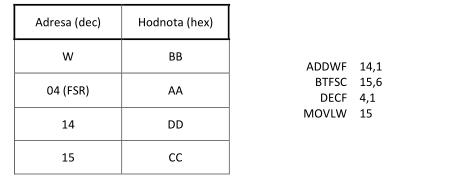 Adresa (dec) Hodnota (hex)
W BB
04 (FSR) AA
14 DD
15 CC
ADDWF 14,1
BTFSC 15,6
DECF 4,1
MOVLW 15